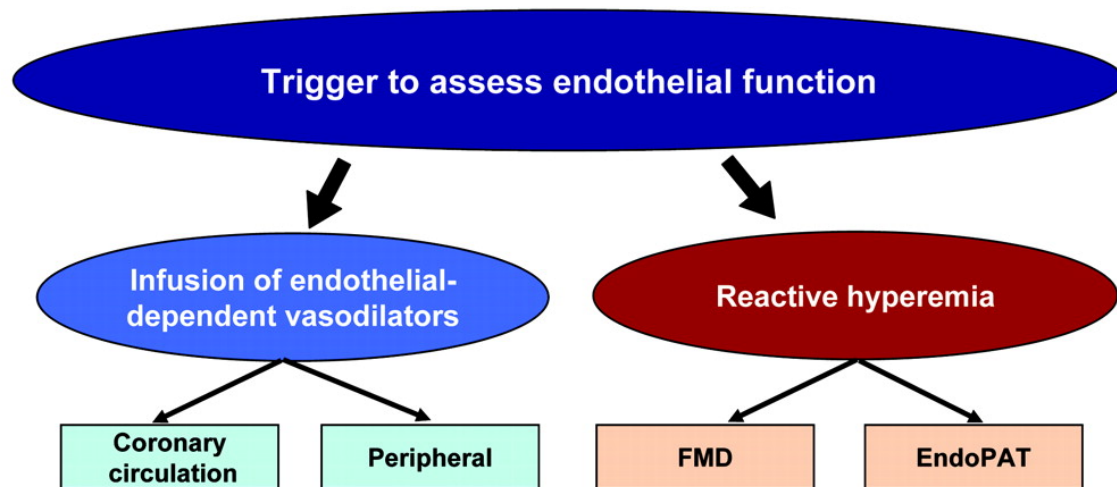 Trigger to assess endothelial function
Infusion of endothelial-
dependent vasodilators
Reactive hyperemia
Coronary
circulation
Peripheral
FMD
EndoPAT